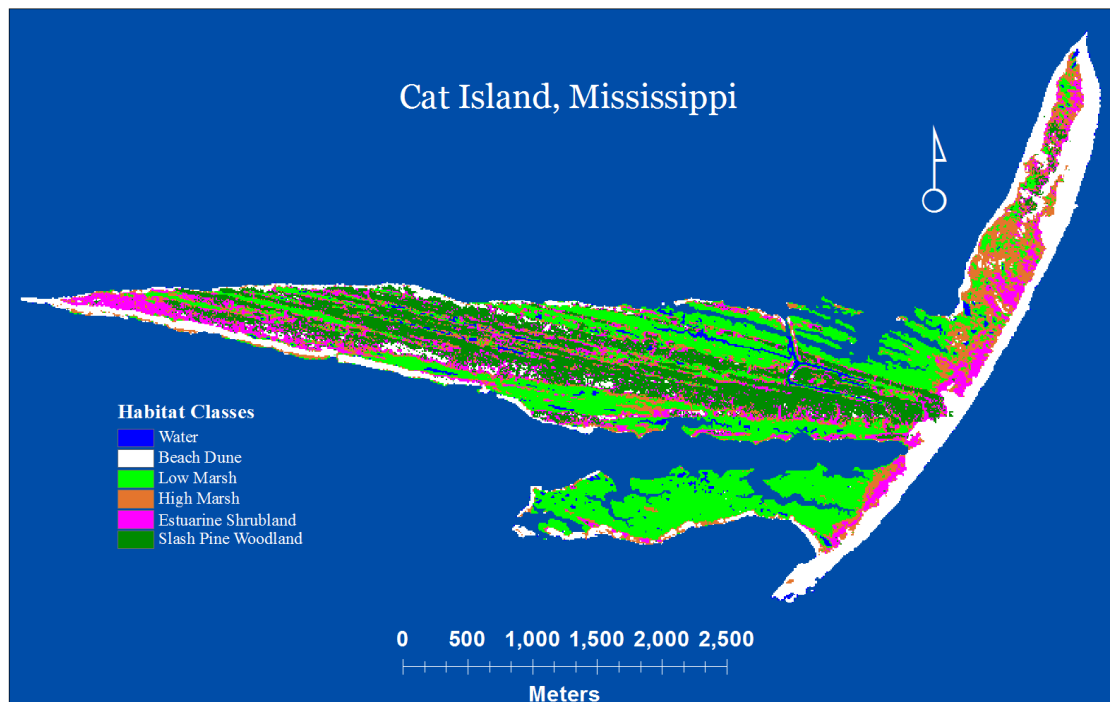 Cat Island, Mississippi
Habitat Classes
Water
Beach Dune
Low Marsh
High Marsh
Estuarine Shrubland
Slash Pine Woodland
0 500 1,000 1,500 2,000 2,500
Meters